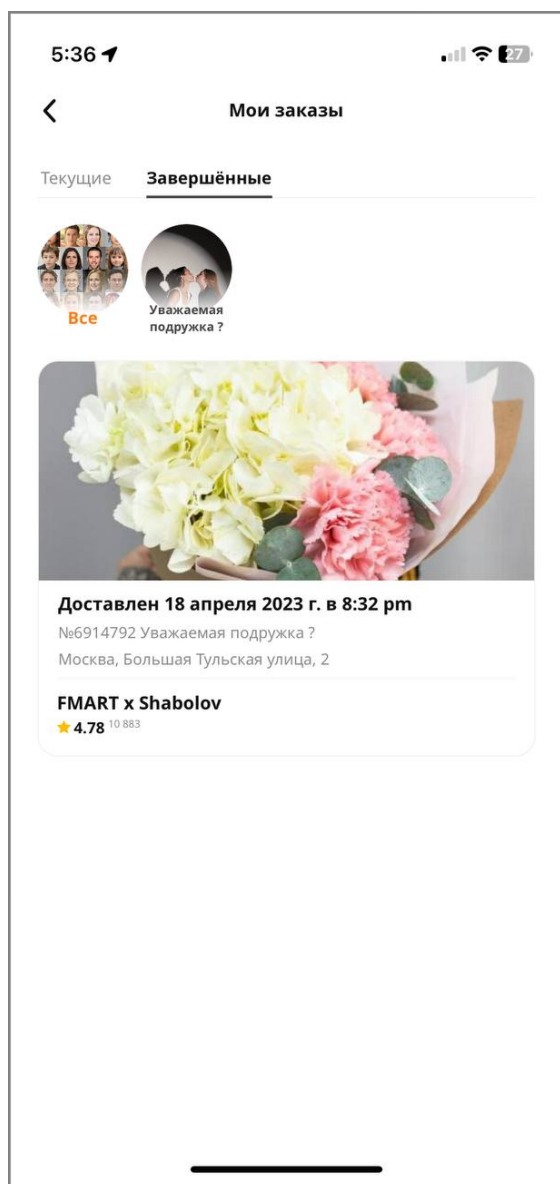 5:36
27
Мои заказы
Текущие
Завершённые
Все
Уважаемая
подружка ?
Доставлен 18 апреля 2023 г. в 8:32 pm
№6914792 Уважаемая подружка ?
Москва, Большая Тульская улица, 2
FMART x Shabolov
4.78 10 883